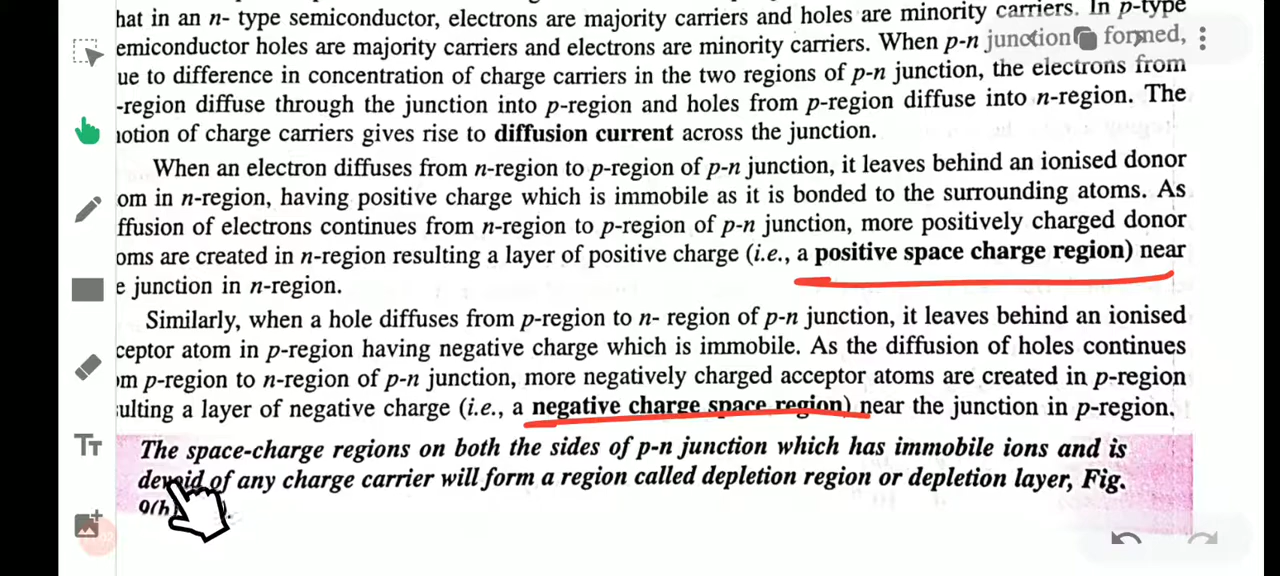 hat in an n- type semiconductor, electrons are majority carriers and holes are minority carriers. In p-type
emiconductor holes are majority carriers and electrons are minority carriers. When p-n junction formed,
ue to difference in concentration of charge carriers in the two regions of p-n junction, the electrons from
-region diffuse through the junction into p-region and holes from p-region diffuse into n-region. The
notion of charge carriers gives rise to diffusion current across the junction.
When an electron diffuses from n-region to p-region of p-n junction, it leaves behind an ionised donor
om in n-region, having positive charge which is immobile as it is bonded to the surrounding atoms. As
ffusion of electrons continues from n-region to p-region of p-n junction, more positively charged donor
oms are created in n-region resulting a layer of positive charge (i.e., a positive space charge region) near
e junction in n-region.
Similarly, when a hole diffuses from p-region to n- region of p-n junction, it leaves behind an ionised
ceptor atom in p-region having negative charge which is immobile. As the diffusion of holes continues
om p-region to n-region of p-n junction, more negatively charged acceptor atoms are created in p-region
ulting a layer of negative charge (i.e., a negative charge space region) near the junction in p-region.
The space-charge regions on both the sides of p-n junction which has immobile ions and is
devoid of any charge carrier will form a region called depletion region or depletion layer, Fig.
TT